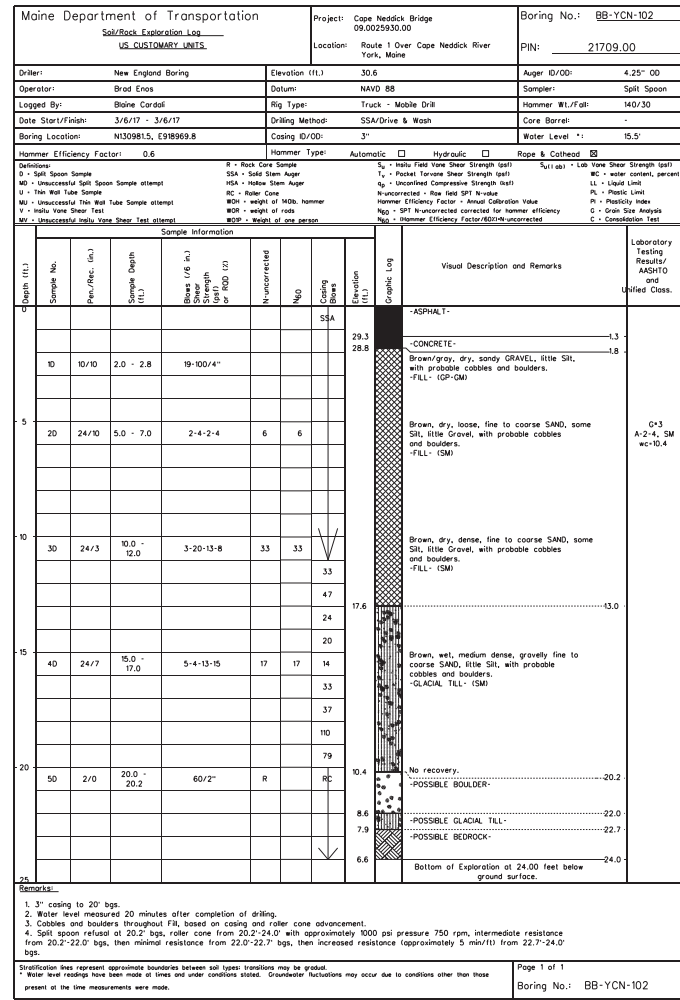 Maine Department of Transportation
Soil/Rock Exploration Log
US CUSTOMARY UNITS
Project: Cape Neddick Bridge
09.0025930.00
Location: Route 1 Over Cape Neddick River
York, Maine
Boring No.: BB-YCN-102
PIN: 21709.00
Driller: New England Boring Elevation (ft.) 30.6 Auger ID/OD: 4.25" OD
Operator: Brad Enos Datum: NAVD 88 Sampler: Split Spoon
Logged By: Blaine Cardali Rig Type: Truck - Mobile Drill Hammer Wt./Fall: 140/30
Date Start/Finish: 3/6/17 - 3/6/17 Drilling Method: SSA/Drive & Wash Core Barrel: -
Boring Location: N130981.5, E918969.8 Casing ID/OD: 3" Water Level *: 15.5'
Hammer Efficiency Factor: 0.6 Hammer Type: Automatic ☐ Hydraulic ☐ Rope & Cathead ☒
Definitions:
D = Split Spoon Sample
MD = Unsuccessful Split Spoon Sample attempt
U = Thin Wall Tube Sample
MU = Unsuccessful Thin Wall Tube Sample attempt
V = Insitu Vane Shear Test
MV = Unsuccessful Insitu Vane Shear Test attempt
R = Rock Core Sample
SSA = Solid Stem Auger
HSA = Hollow Stem Auger
RC = Roller Cone
WOH = weight of 140lb. hammer
WOR = weight of rods
WO1P = Weight of one person
Su = Insitu Field Vane Shear Strength (psf)
Tv = Pocket Torvane Shear Strength (psf)
qp = Unconfined Compressive Strength (ksf)
N-uncorrected = Raw field SPT N-value
Hammer Efficiency Factor = Annual Calibration Value
N60 = SPT N-uncorrected corrected for hammer efficiency
N60 = (Hammer Efficiency Factor/60%)*N-uncorrected
Su(lab) = Lab Vane Shear Strength (psf)
WC = water content, percent
LL = Liquid Limit
PL = Plastic Limit
PI = Plasticity Index
G = Grain Size Analysis
C = Consolidation Test
Sample Information
Depth (ft.)
Sample No.
Pen./Rec. (in.)
Sample Depth
(ft.)
Blows (/6 in.)
Shear
Strength
(psf)
or RQD (%)
N-uncorrected
N60
Casing
Blows
Elevation
(ft.)
Graphic Log
Visual Description and Remarks
Laboratory
Testing
Results/
AASHTO
and
Unified Class.
0
SSA
-ASPHALT-
29.3 1.3
-CONCRETE-
28.8 1.8
1D 10/10 2.0 - 2.8 19-100/4"
Brown/gray, dry, sandy GRAVEL, little Silt,
with probable cobbles and boulders.
-FILL- (GP-GM)
5
2D 24/10 5.0 - 7.0 2-4-2-4 6 6
Brown, dry, loose, fine to coarse SAND, some
Silt, little Gravel, with probable cobbles
and boulders.
-FILL- (SM)
G*3
A-2-4, SM
wc=10.4
10
3D 24/3 10.0 -
12.0 3-20-13-8 33 33
Brown, dry, dense, fine to coarse SAND, some
Silt, little Gravel, with probable cobbles
and boulders.
-FILL- (SM)
33
47
17.6 13.0
24
20
15
4D 24/7 15.0 -
17.0 5-4-13-15 17 17 14
Brown, wet, medium dense, gravelly fine to
coarse SAND, little Silt, with probable
cobbles and boulders.
-GLACIAL TILL- (SM)
33
37
110
79
20
5D 2/0 20.0 -
20.2 60/2" R RC
10.4 No recovery. 20.2
-POSSIBLE BOULDER-
8.6 22.0
-POSSIBLE GLACIAL TILL-
7.9 22.7
-POSSIBLE BEDROCK-
6.6 24.0
Bottom of Exploration at 24.00 feet below
ground surface.
25
Remarks:
1. 3" casing to 20' bgs.
2. Water level measured 20 minutes after completion of drilling.
3. Cobbles and boulders throughout Fill, based on casing and roller cone advancement.
4. Split spoon refusal at 20.2' bgs, roller cone from 20.2'-24.0' with approximately 1000 psi pressure 750 rpm, intermediate resistance
from 20.2'-22.0' bgs, then minimal resistance from 22.0'-22.7' bgs, then increased resistance (approximately 5 min/ft) from 22.7'-24.0'
bgs.
Stratification lines represent approximate boundaries between soil types: transitions may be gradual.
* Water level readings have been made at times and under conditions stated. Groundwater fluctuations may occur due to conditions other than those
present at the time measurements were made.
Page 1 of 1
Boring No.: BB-YCN-102